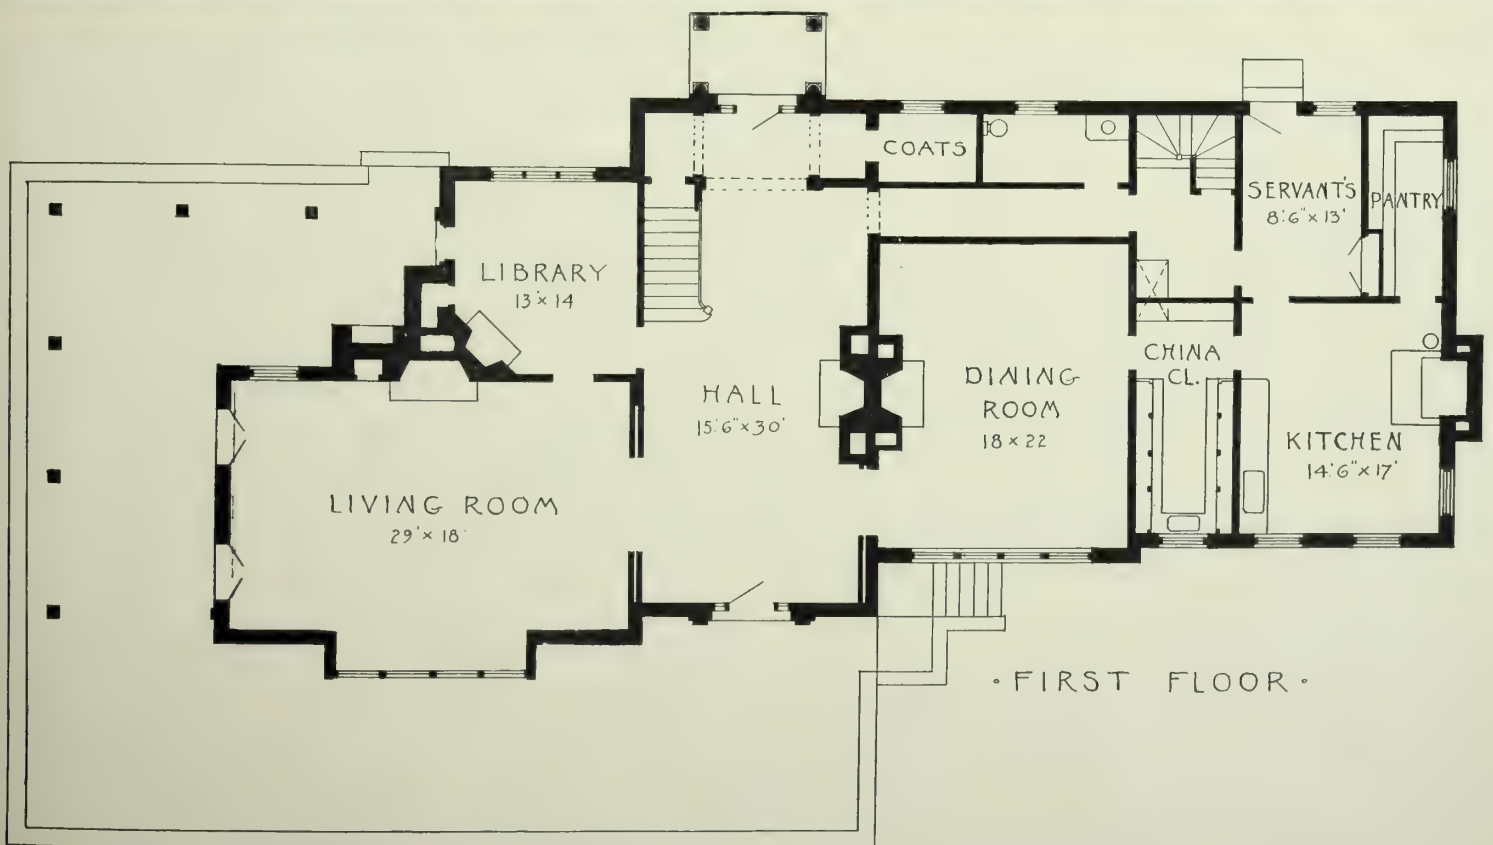 COATS
SERVANT'S
8'.6" × 13'
PANTRY
LIBRARY
13' × 14
CHINA
CL.
HALL
15'.6" × 30'
DINING
ROOM
18 × 22
KITCHEN
14'.6" × 17'
LIVING ROOM
29' × 18'
· FIRST FLOOR ·